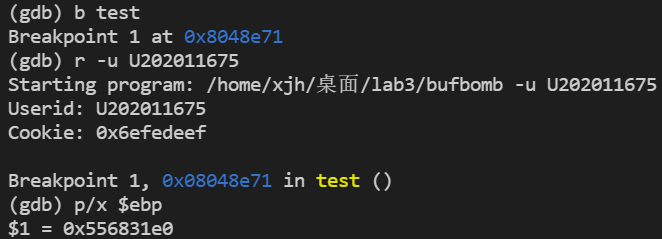 (gdb) b test
Breakpoint 1 at 0x8048e71
(gdb) r -u U202011675
Starting program: /home/xjh/桌面/lab3/bufbomb -u U202011675
Userid: U202011675
Cookie: 0x6efedeef
Breakpoint 1, 0x08048e71 in test ()
(gdb) p/x $ebp
$1 = 0x556831e0